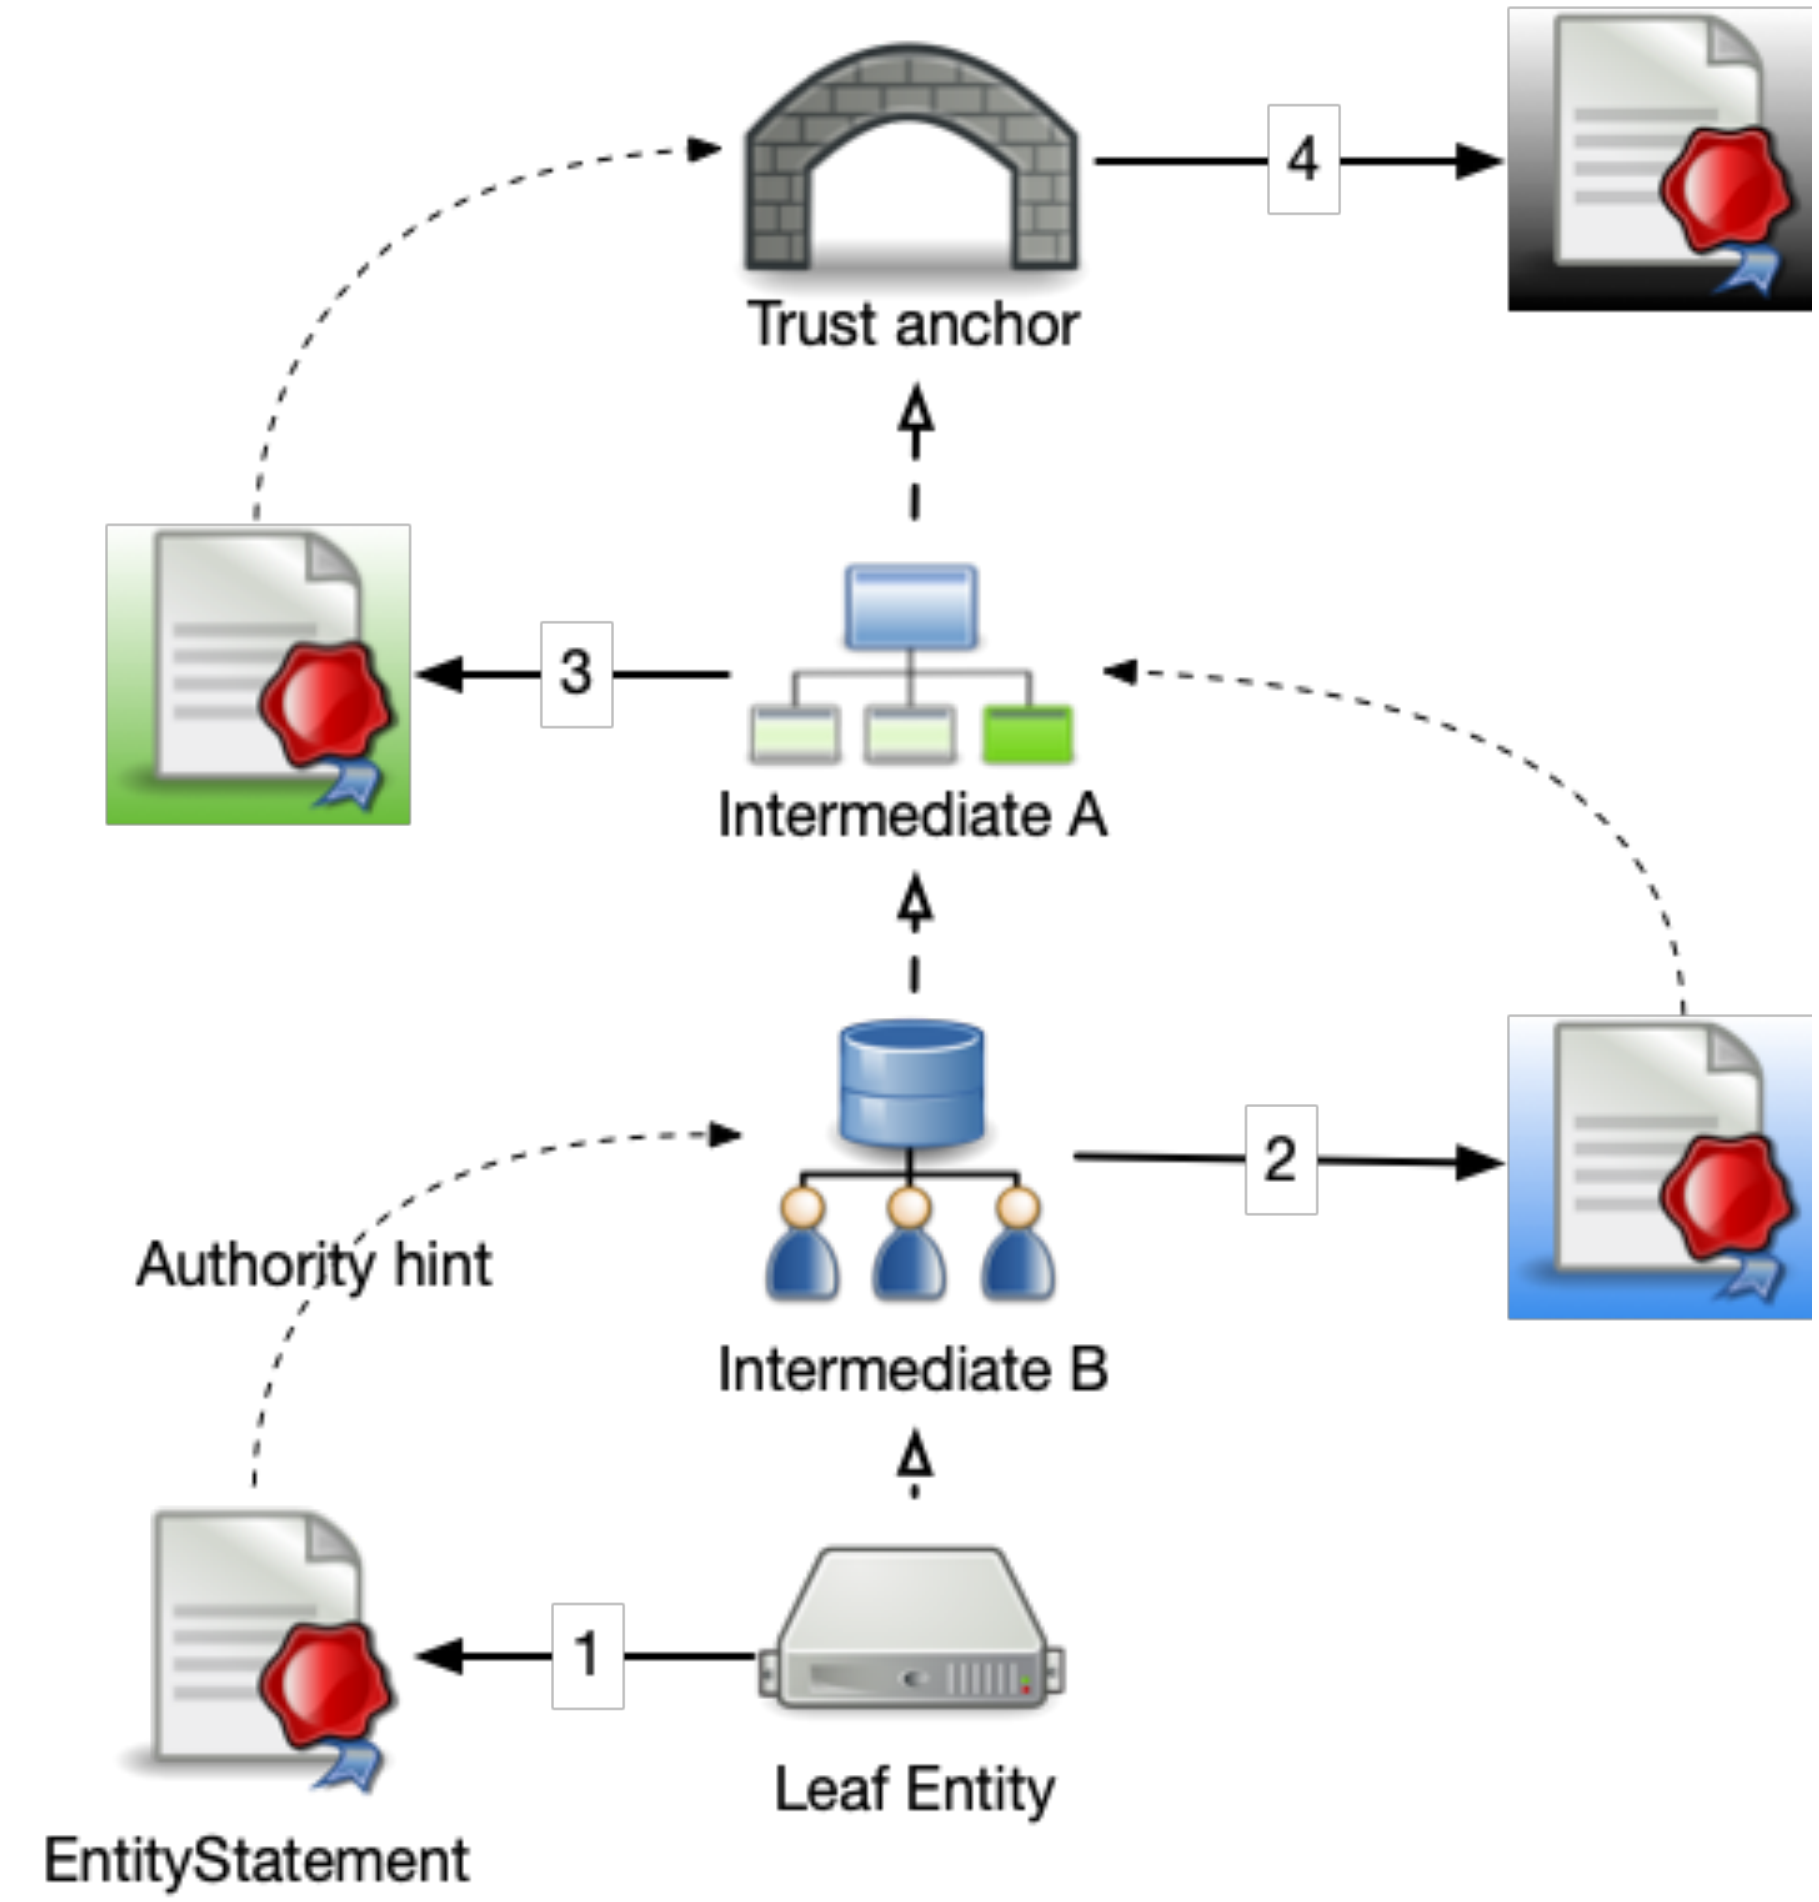 4
Trust anchor
3
Intermediate A
2
Authority hint
Intermediate B
1
Leaf Entity
EntityStatement